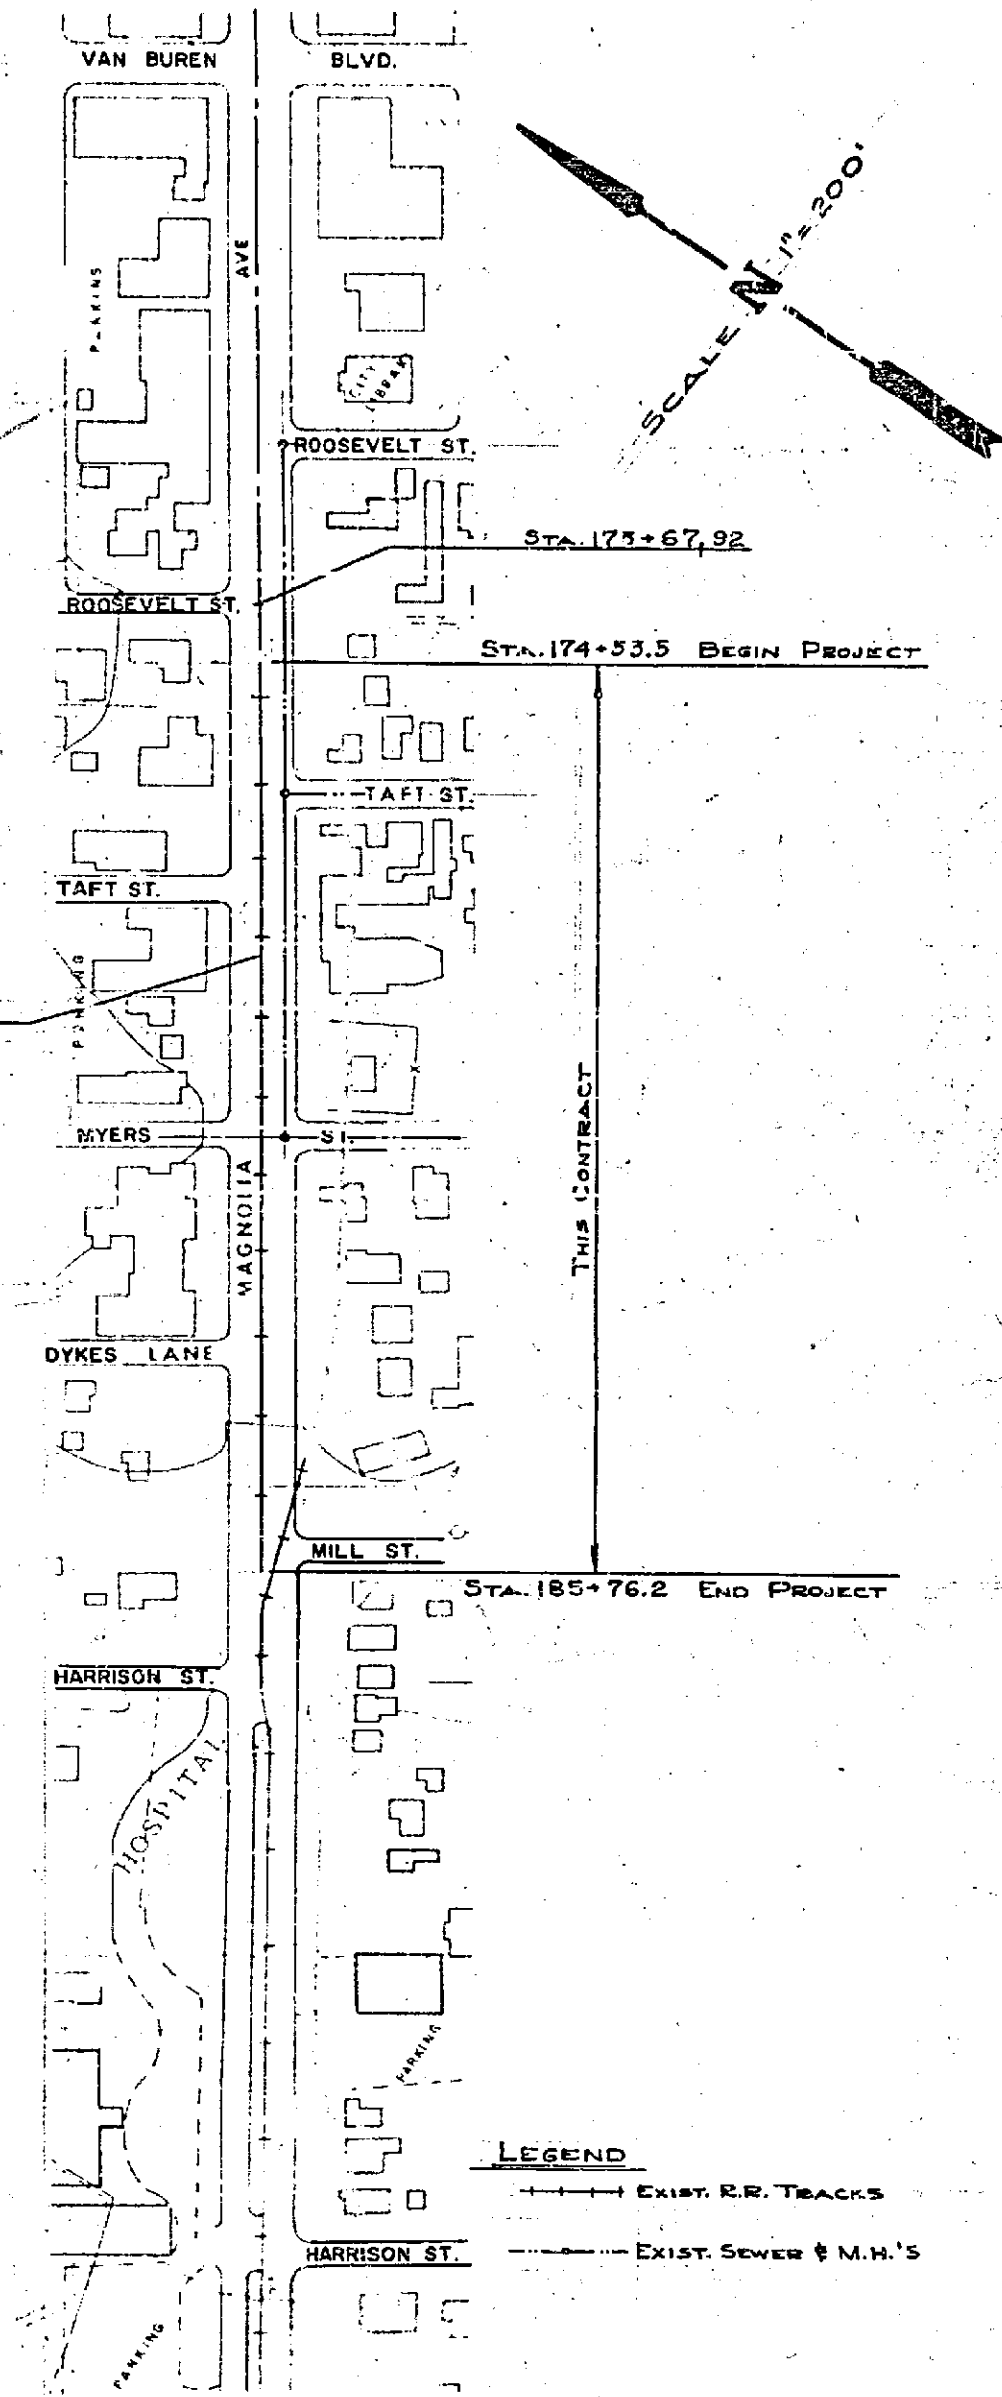 VAN BUREN BLVD.
AVE
PARKING
CITY LIBRARY
N
SCALE 1"=200'
ROOSEVELT ST.
STA. 173+67.92
ROOSEVELT ST.
STA. 174+53.5 BEGIN PROJECT
TAFT ST.
TAFT ST.
PARKING
THIS CONTRACT
MYERS ST.
MAGNOLIA
DYKES LANE
MILL ST.
STA. 185+76.2 END PROJECT
HARRISON ST.
HOSPITAL
PARKING
LEGEND
EXIST. R.R. TRACKS
EXIST. SEWER & M.H.'S
HARRISON ST.
PARKING